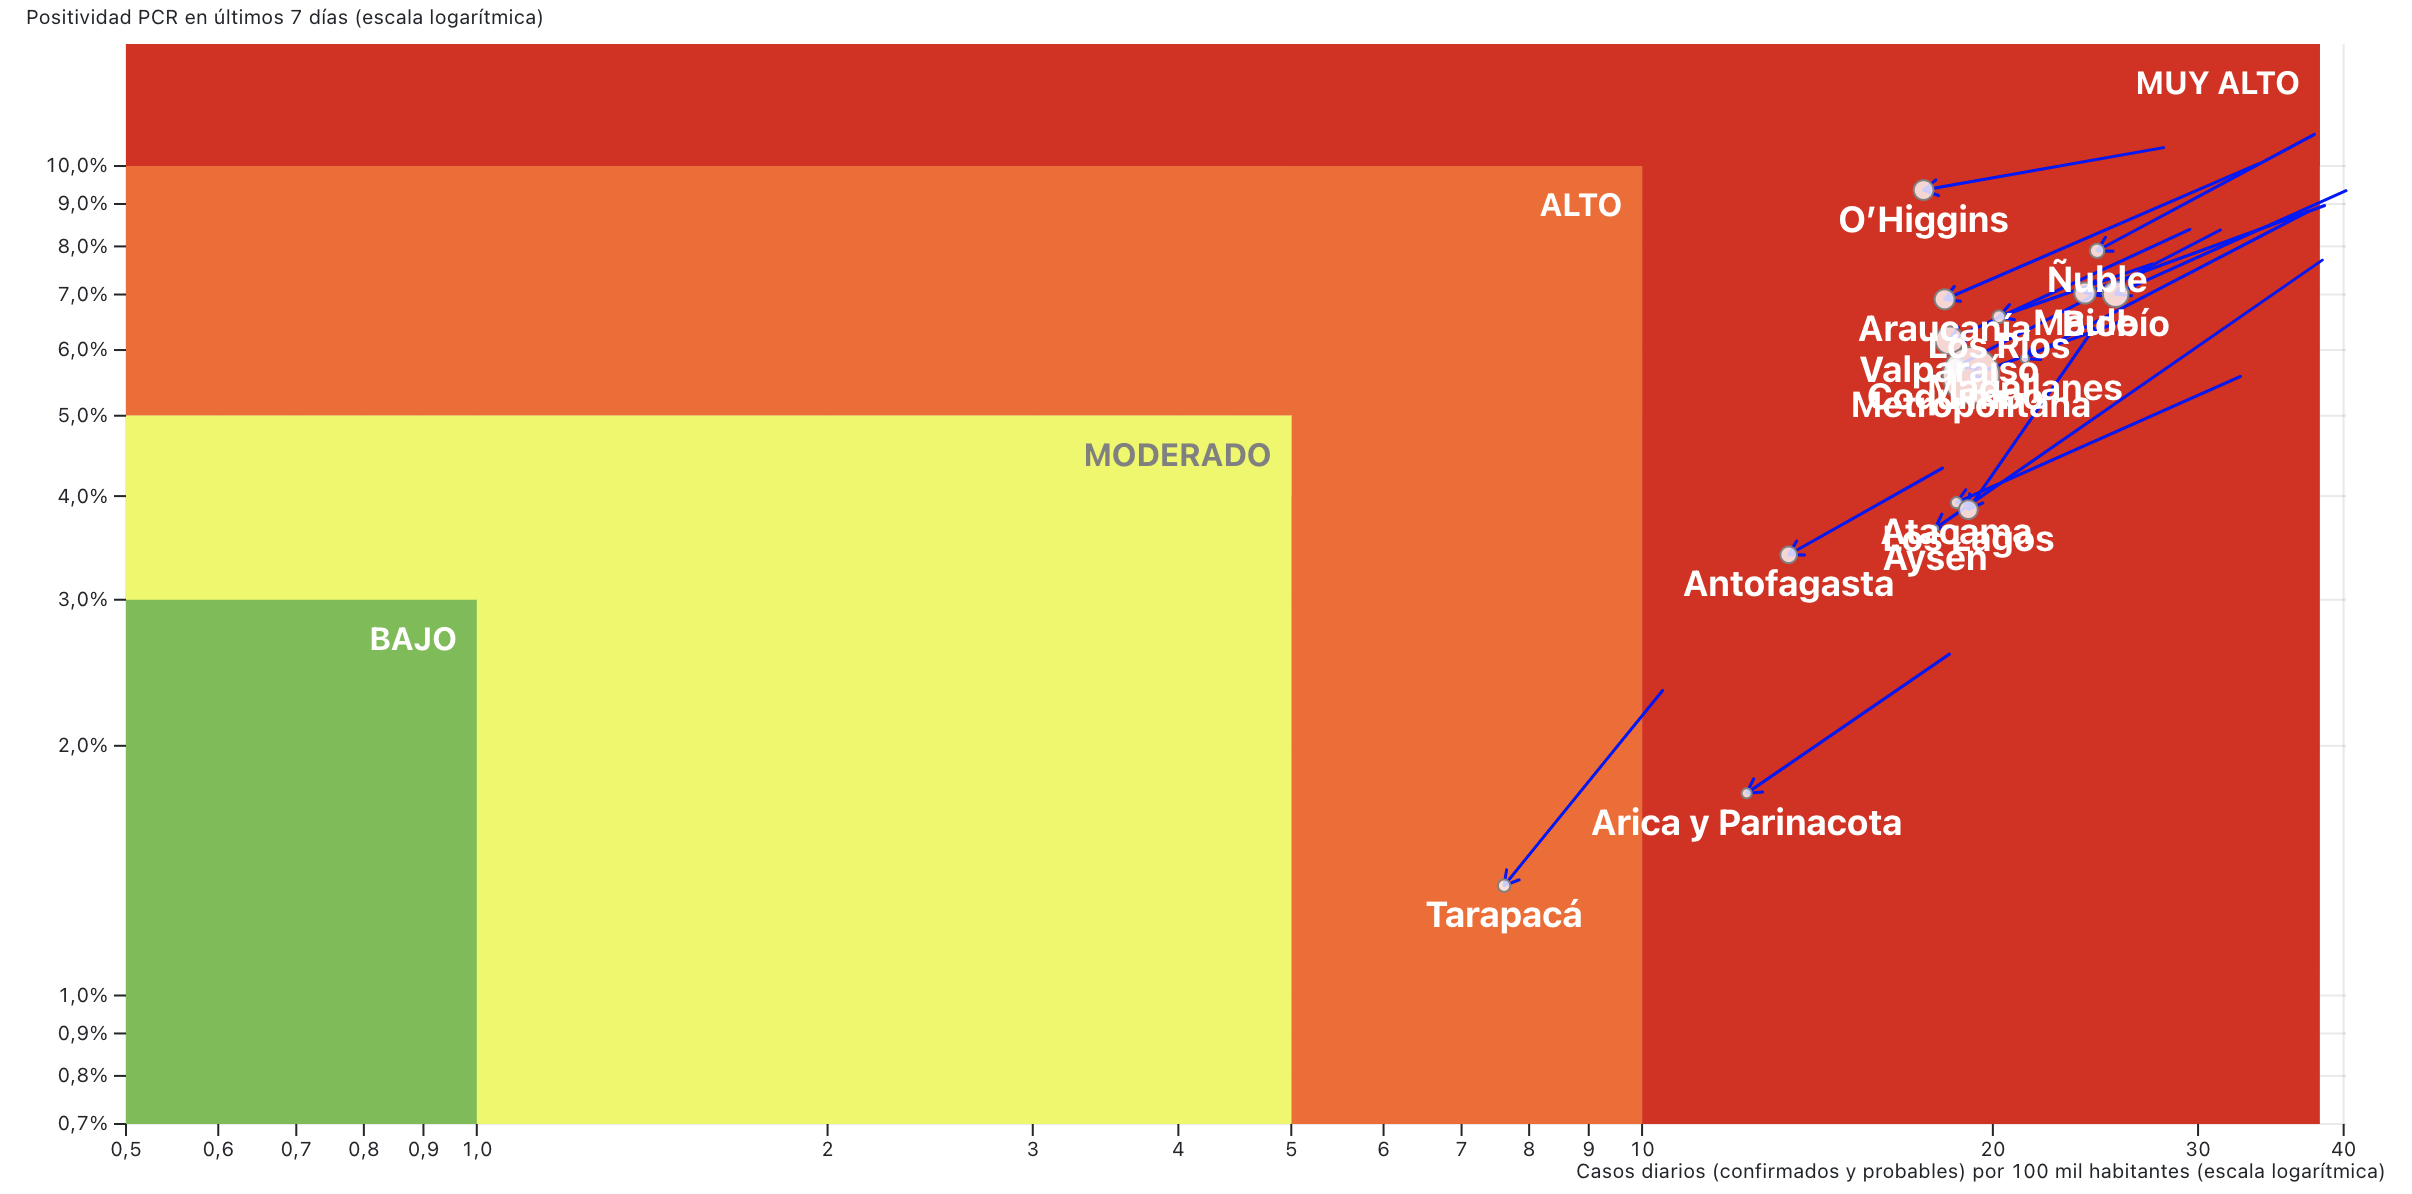 Positividad PCR en últimos 7 días (escala logarítmica)
MUY ALTO
10,0%
ALTO
9,0%
O’Higgins
8,0%
Ñuble
7,0%
Araucanía
Maule
Biobío
Los Ríos
6,0%
Valparaíso
Magallanes
Coquimbo
Metropolitana
5,0%
MODERADO
4,0%
Atacama
Los Lagos
Aysén
Antofagasta
3,0%
BAJO
2,0%
Arica y Parinacota
Tarapacá
1,0%
0,9%
0,8%
0,7%
0,5 0,6 0,7 0,8 0,9 1,0 2 3 4 5 6 7 8 9 10 20 30 40
Casos diarios (confirmados y probables) por 100 mil habitantes (escala logarítmica)